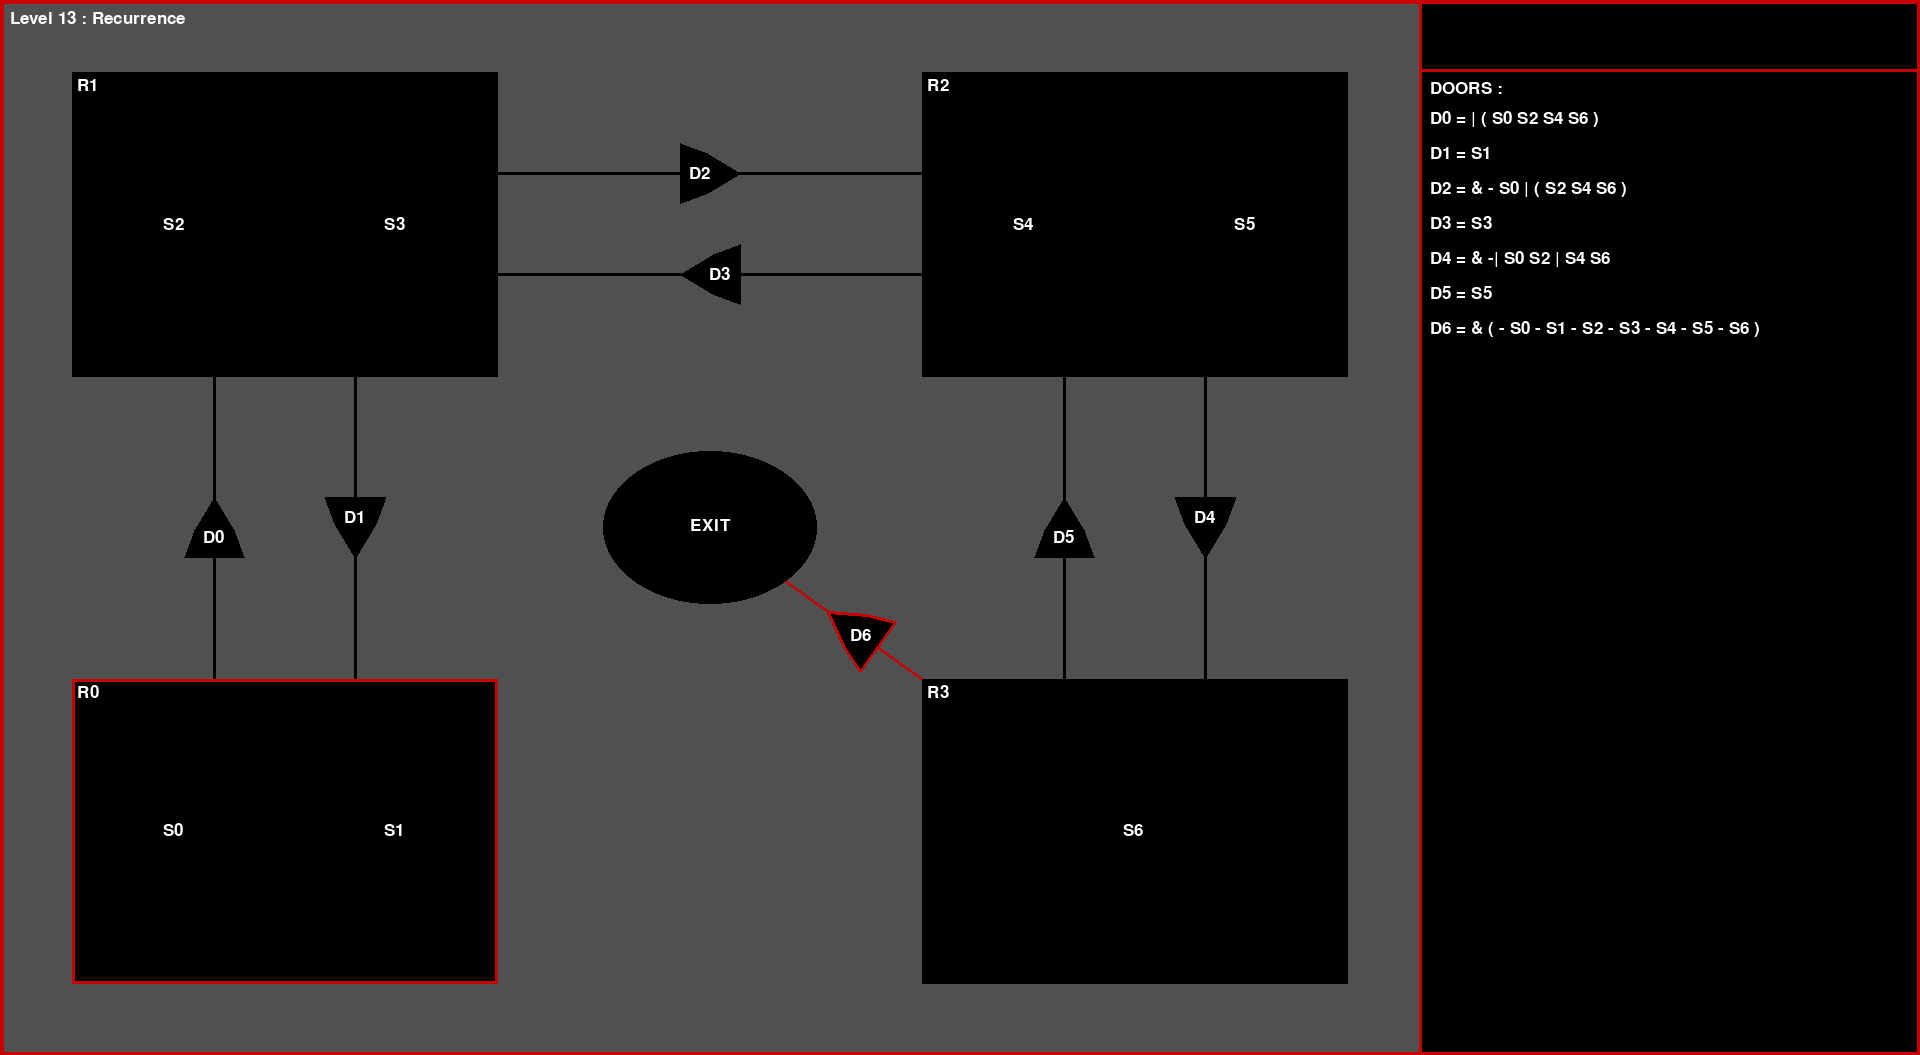 Level 13 : Recurrence
R1
R2
S2
S3
D2
D3
S4
S5
D0
D1
EXIT
D5
D4
D6
R0
R3
S0
S1
S6
DOORS :
D0 = | ( S0 S2 S4 S6 )
D1 = S1
D2 = & - S0 | ( S2 S4 S6 )
D3 = S3
D4 = & -| S0 S2 | S4 S6
D5 = S5
D6 = & ( - S0 - S1 - S2 - S3 - S4 - S5 - S6 )